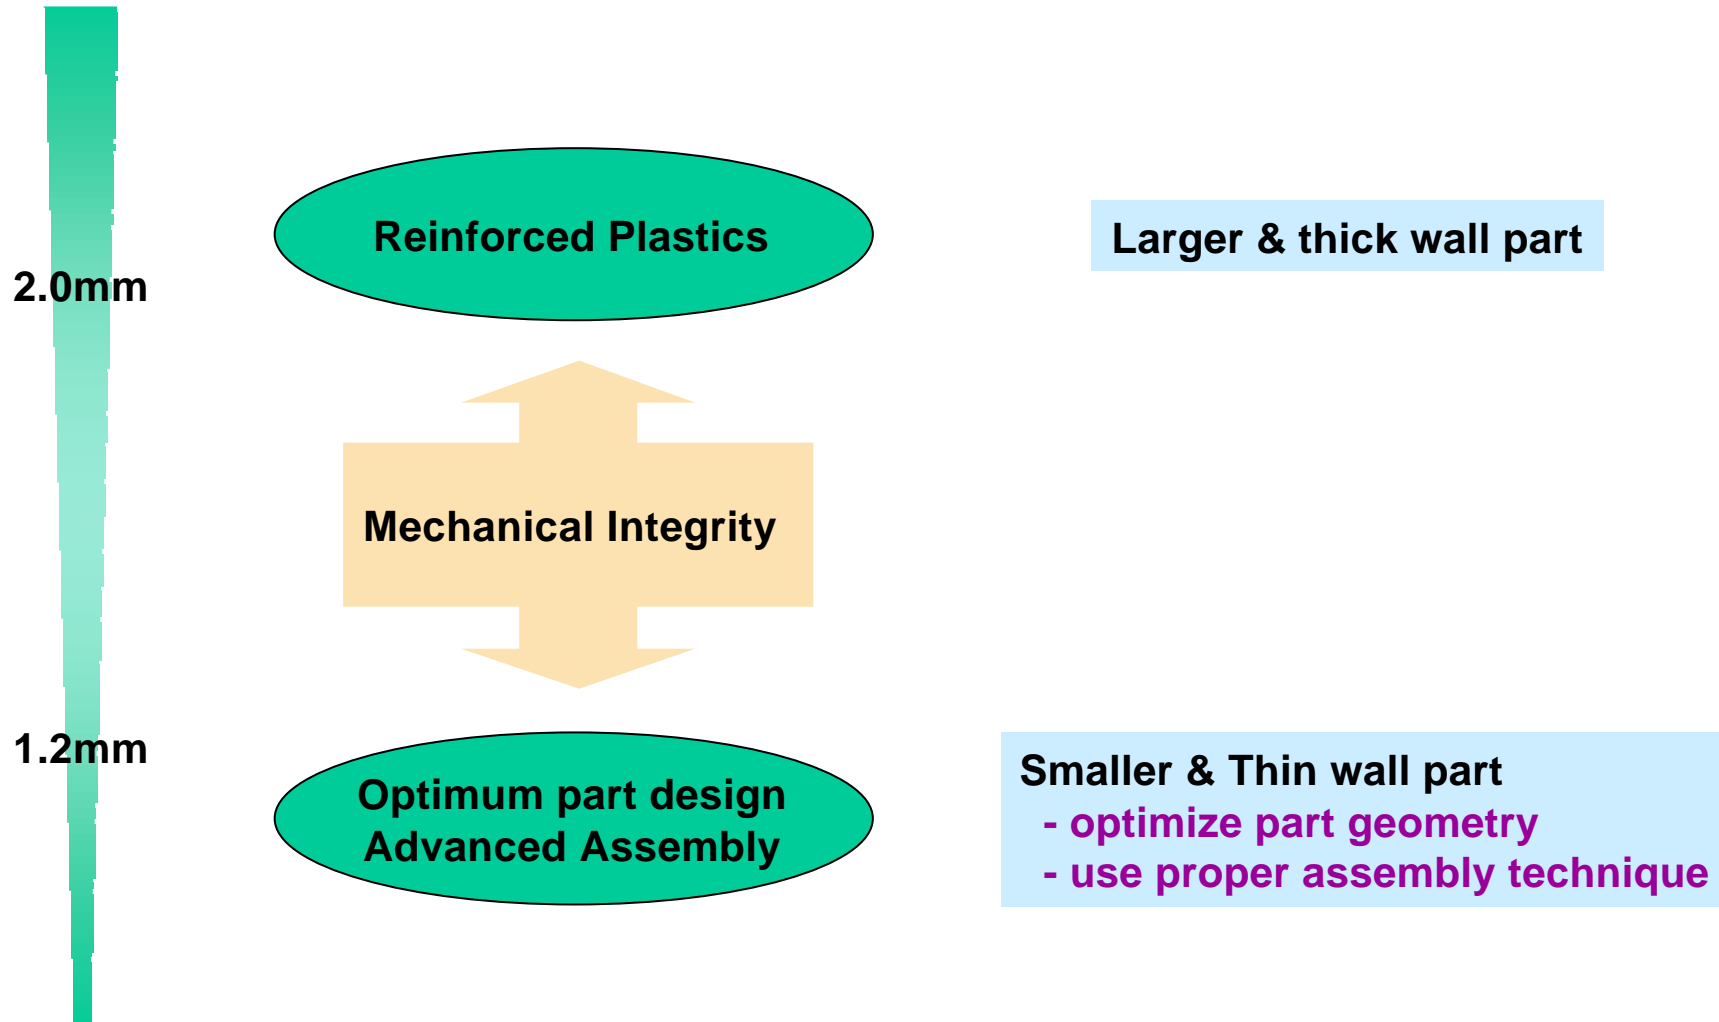 Reinforced Plastics
Larger & thick wall part
2.0mm
Mechanical Integrity
1.2mm
Optimum part design
Advanced Assembly
Smaller & Thin wall part
- optimize part geometry
- use proper assembly technique